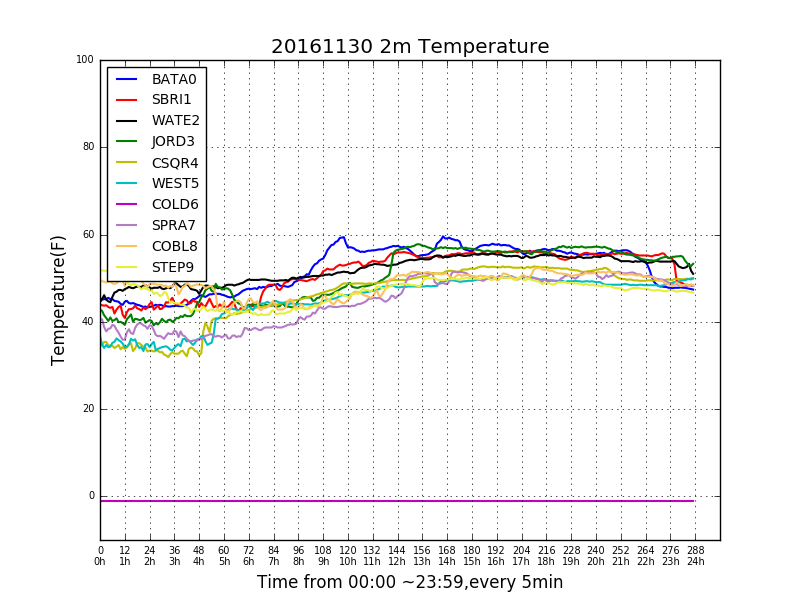 20161130 2m Temperature
100
80
60
40
20
0
Temperature(F)
BATA0
SBRI1
WATE2
JORD3
CSQR4
WEST5
COLD6
SPRA7
COBL8
STEP9
0 12 24 36 48 60 72 84 96 108 120 132 144 156 168 180 192 204 216 228 240 252 264 276 288
0h 1h 2h 3h 4h 5h 6h 7h 8h 9h 10h 11h 12h 13h 14h 15h 16h 17h 18h 19h 20h 21h 22h 23h 24h
Time from 00:00 ~23:59,every 5min